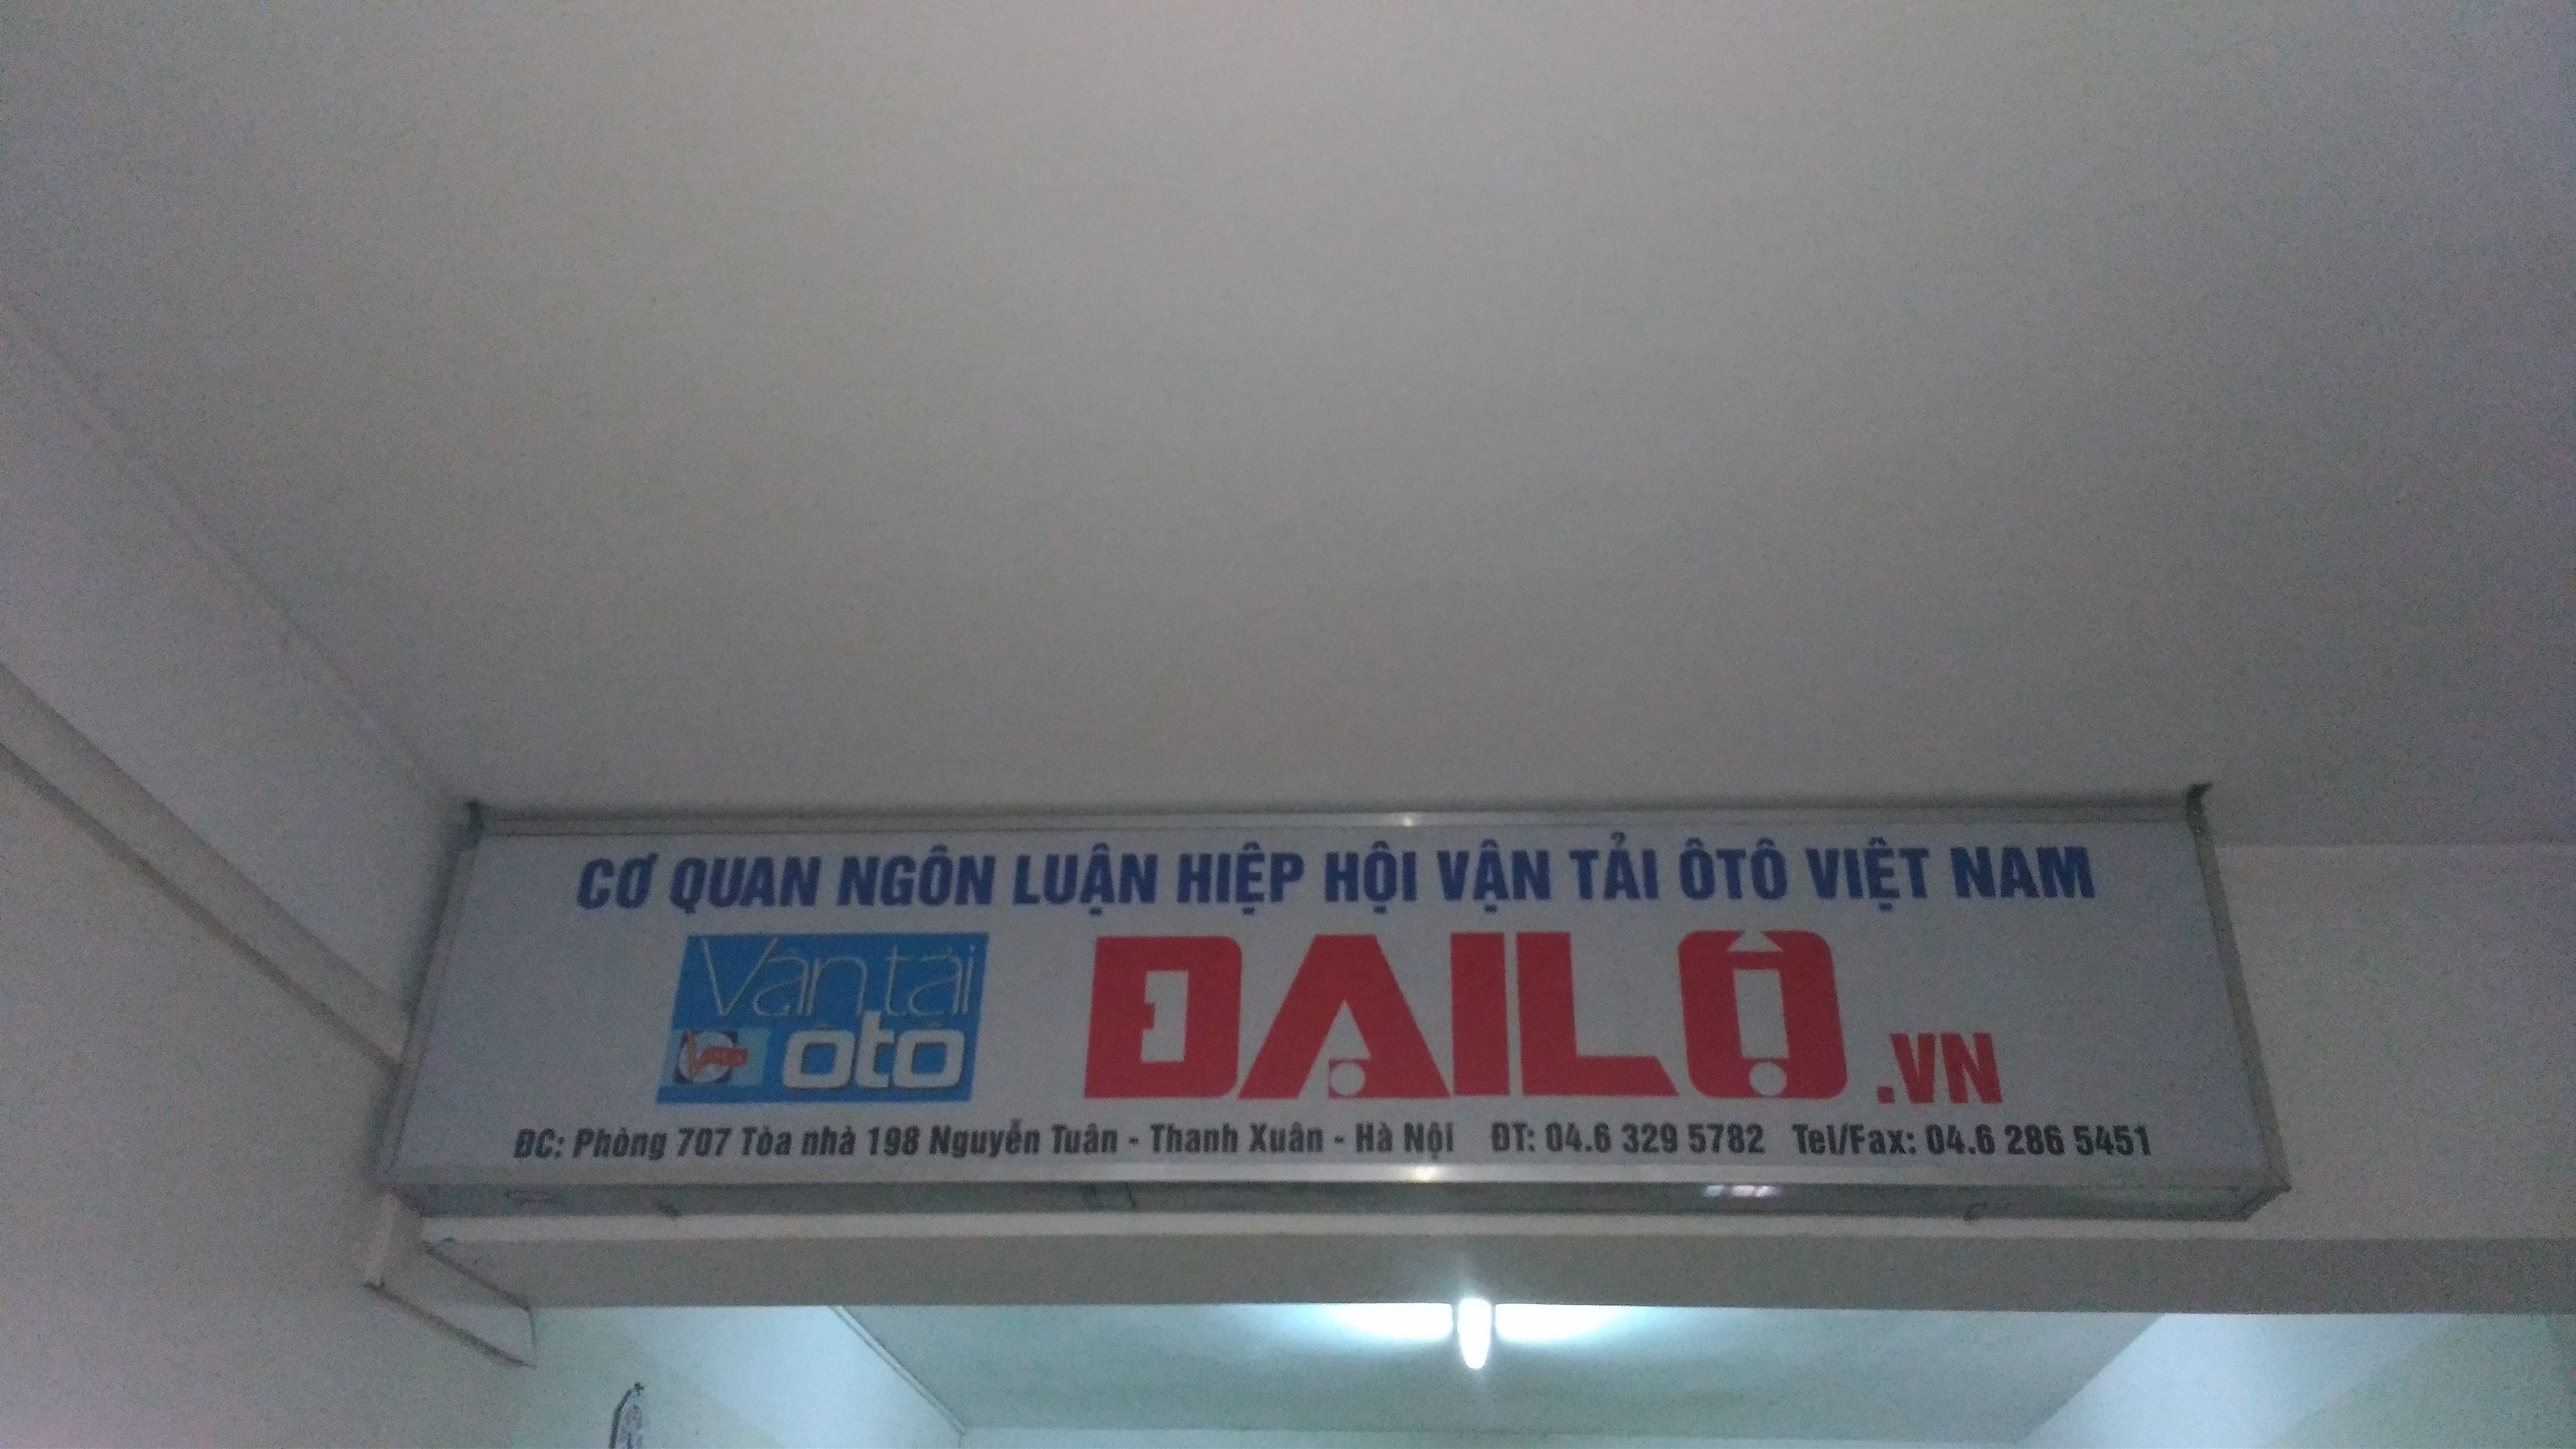 CƠ QUAN NGÔN LUẬN HIỆP HỘI VẬN TẢI ÔTÔ VIỆT NAM
Vận tải
ôtô
ĐẠI LỘ.VN
ĐC: Phòng 707 Tòa nhà 198 Nguyễn Tuân - Thanh Xuân - Hà Nội ĐT: 04.6 329 5782 Tel/Fax: 04.6 286 5451